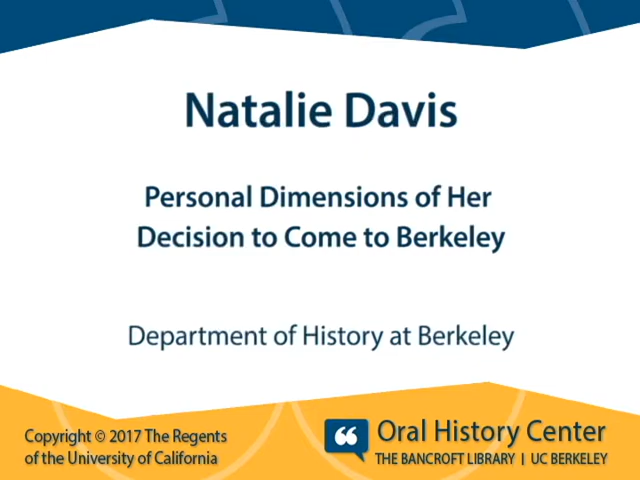 Natalie Davis
Personal Dimensions of Her
Decision to Come to Berkeley
Department of History at Berkeley
Copyright © 2017 The Regents
of the University of California
Oral History Center
THE BANCROFT LIBRARY | UC BERKELEY